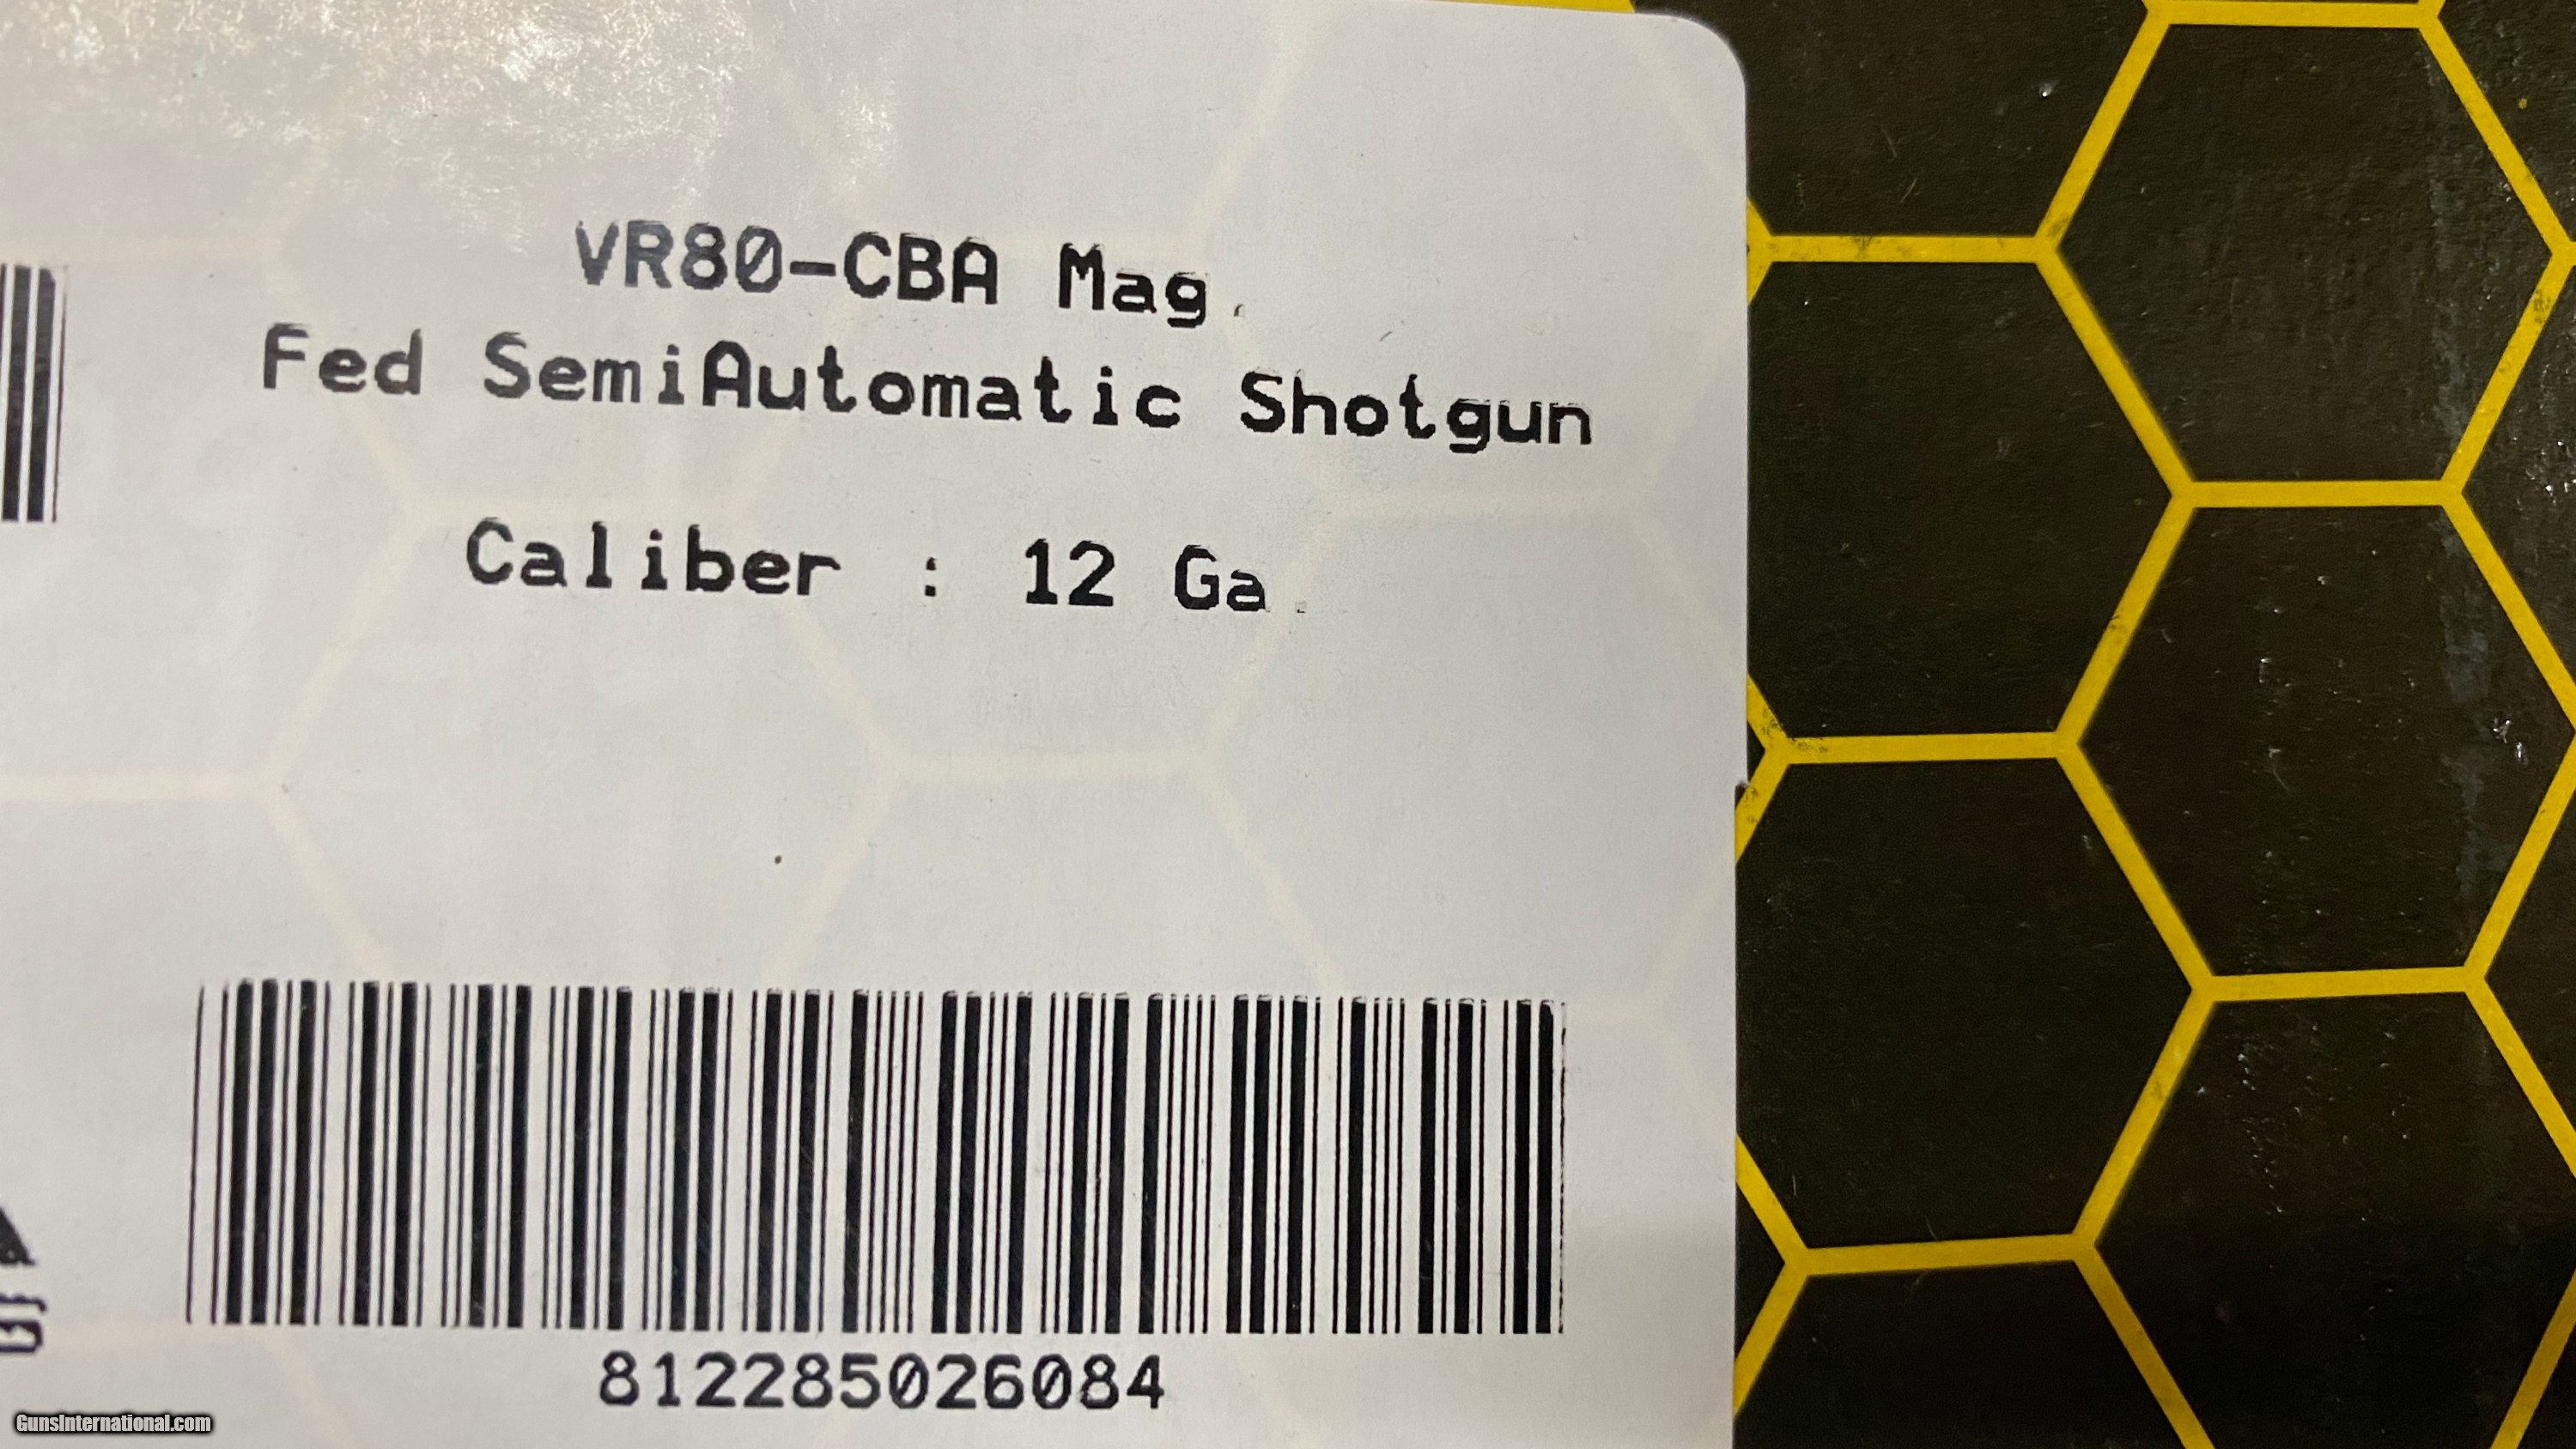 VR80-CBA Mag
Fed SemiAutomatic Shotgun
Caliber : 12 Ga
812285026084
GunsInternational.com